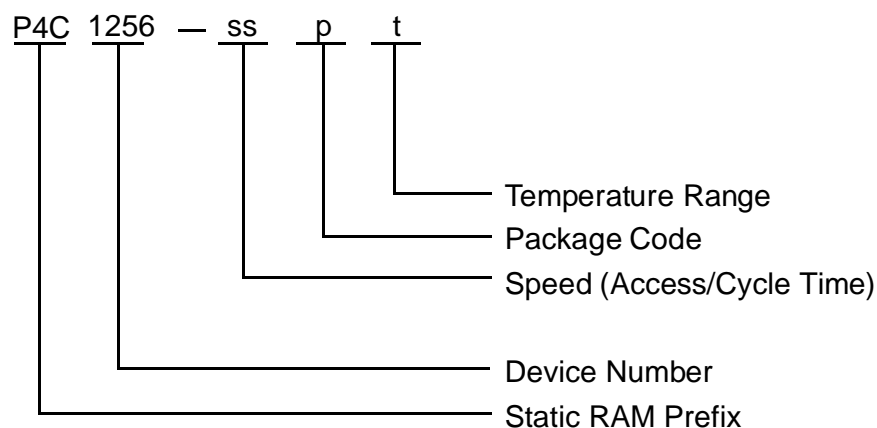 P4C 1256 — ss p t
Temperature Range
Package Code
Speed (Access/Cycle Time)
Device Number
Static RAM Prefix